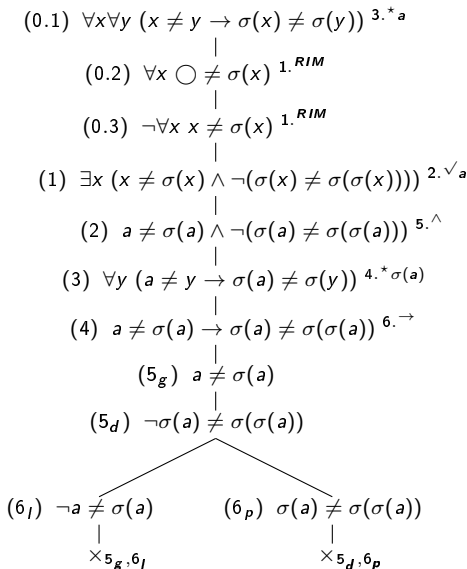 (0.1) ∀x∀y (x ≠ y → σ(x) ≠ σ(y)) 3.⋆ a
(0.2) ∀x ◯ ≠ σ(x) 1.RIM
(0.3) ¬∀x x ≠ σ(x) 1.RIM
(1) ∃x (x ≠ σ(x) ∧ ¬(σ(x) ≠ σ(σ(x)))) 2.√a
(2) a ≠ σ(a) ∧ ¬(σ(a) ≠ σ(σ(a))) 5.∧
(3) ∀y (a ≠ y → σ(a) ≠ σ(y)) 4.⋆ σ(a)
(4) a ≠ σ(a) → σ(a) ≠ σ(σ(a)) 6.→
(5g) a ≠ σ(a)
(5d) ¬σ(a) ≠ σ(σ(a))
(6l) ¬a ≠ σ(a) (6p) σ(a) ≠ σ(σ(a))
×5g,6l ×5d,6p